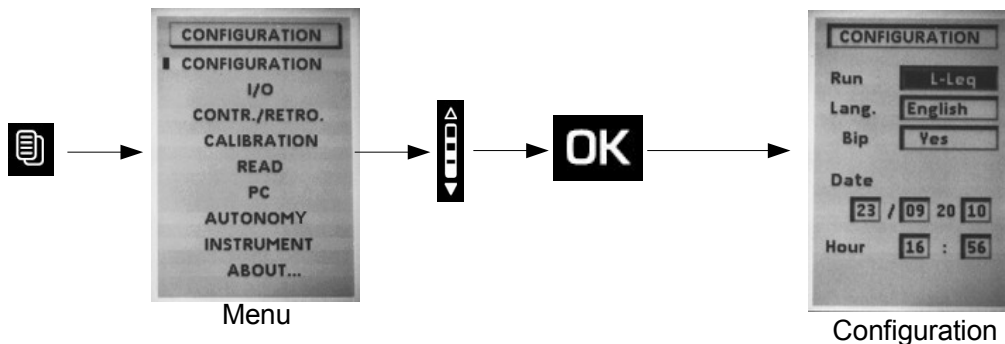 CONFIGURATION
CONFIGURATION
I/O
CONTR./RETRO.
CALIBRATION
READ
PC
AUTONOMY
INSTRUMENT
ABOUT...
Menu
OK
CONFIGURATION
Run L-Leq
Lang. English
Bip Yes
Date
23 / 09 20 10
Hour 16 : 56
Configuration